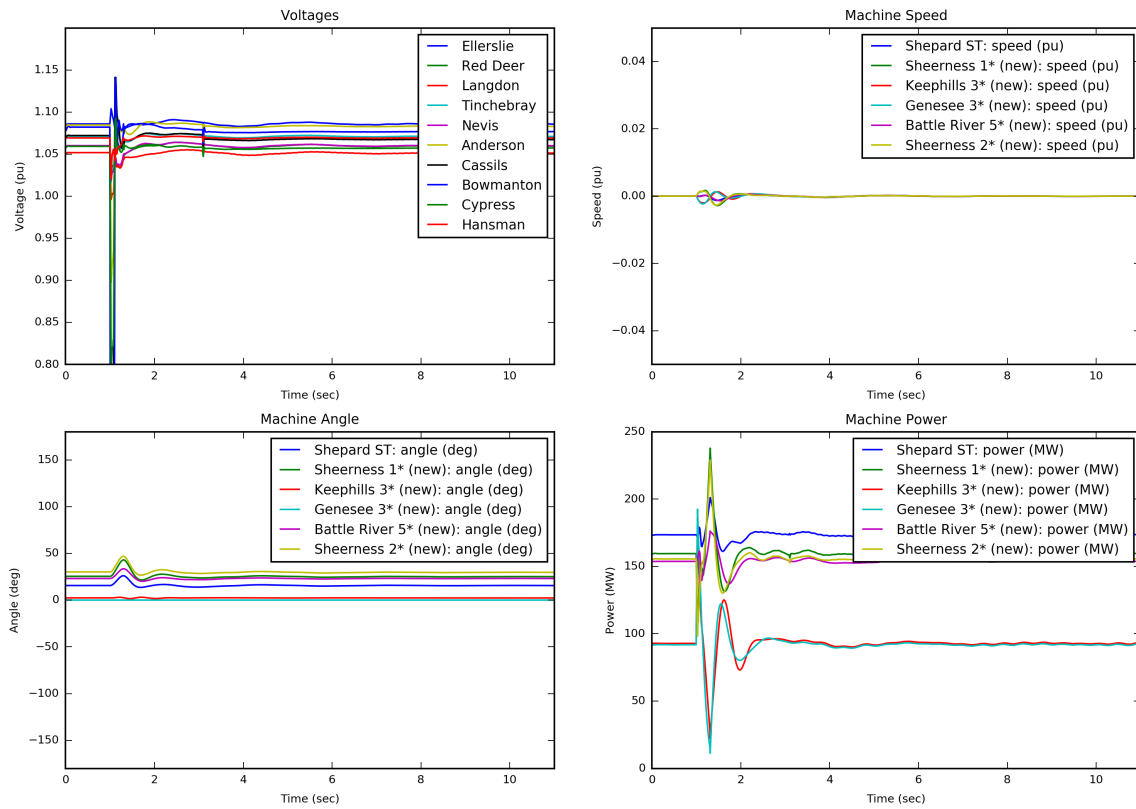 Voltages
1.15
1.10
1.05
1.00
0.95
0.90
0.85
0.80
Voltage (pu)
Ellerslie
Red Deer
Langdon
Tinchebray
Nevis
Anderson
Cassils
Bowmanton
Cypress
Hansman
0 2 4 6 8 10
Time (sec)
Machine Speed
0.04
0.02
0.00
−0.02
−0.04
Speed (pu)
Shepard ST: speed (pu)
Sheerness 1* (new): speed (pu)
Keephills 3* (new): speed (pu)
Genesee 3* (new): speed (pu)
Battle River 5* (new): speed (pu)
Sheerness 2* (new): speed (pu)
0 2 4 6 8 10
Time (sec)
Machine Angle
150
100
50
0
−50
−100
−150
Angle (deg)
Shepard ST: angle (deg)
Sheerness 1* (new): angle (deg)
Keephills 3* (new): angle (deg)
Genesee 3* (new): angle (deg)
Battle River 5* (new): angle (deg)
Sheerness 2* (new): angle (deg)
0 2 4 6 8 10
Time (sec)
Machine Power
250
200
150
100
50
0
Power (MW)
Shepard ST: power (MW)
Sheerness 1* (new): power (MW)
Keephills 3* (new): power (MW)
Genesee 3* (new): power (MW)
Battle River 5* (new): power (MW)
Sheerness 2* (new): power (MW)
0 2 4 6 8 10
Time (sec)